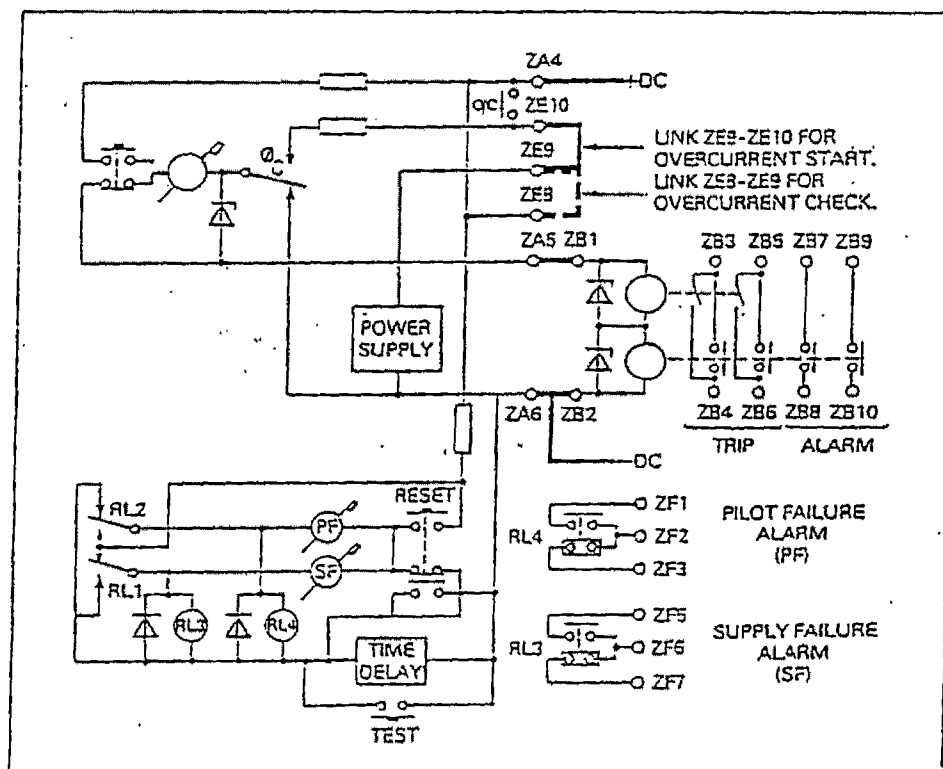 ZA4
+DC
o/c
ZE10
LINK ZE9-ZE10 FOR
OVERCURRENT START.
ZE9
LINK ZE8-ZE9 FOR
OVERCURRENT CHECK.
ZE8
ZA5 ZB1
ZB3 ZB5 ZB7 ZB9
POWER
SUPPLY
ZA6 ZB2
ZB4 ZB6 ZB8 ZB10
TRIP ALARM
-DC
RESET
RL2
PF
RL1
SF
RL3
RL4
TIME
DELAY
TEST
ZF1
RL4
ZF2
ZF3
PILOT FAILURE
ALARM
(PF)
ZF5
RL3
ZF6
ZF7
SUPPLY FAILURE
ALARM
(SF)